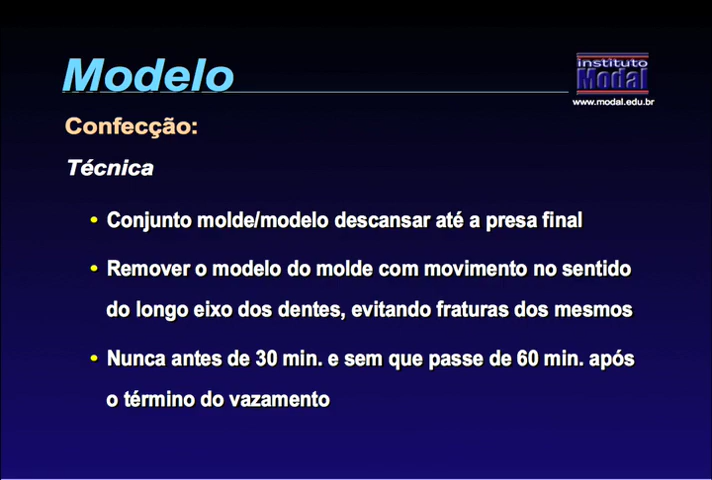 Modelo
instituto
Modal
www.modal.edu.br
Confecção:
Técnica
• Conjunto molde/modelo descansar até a presa final
• Remover o modelo do molde com movimento no sentido
do longo eixo dos dentes, evitando fraturas dos mesmos
• Nunca antes de 30 min. e sem que passe de 60 min. após
o término do vazamento